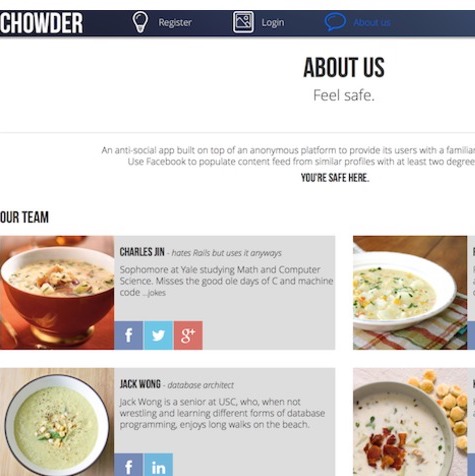 CHOWDER
Register
Login
About us
ABOUT US
Feel safe.
An anti-social app built on top of an anonymous platform to provide its users with a
Use Facebook to populate content feed from similar profiles with at least two
YOU'RE SAFE HERE.
OUR TEAM
CHARLES JIN - hates Rails but uses it anyways
Sophomore at Yale studying Math and Computer
Science. Misses the good ole days of C and machine
code ...jokes
f
g+
JACK WONG - database architect
Jack Wong is a senior at USC, who, when not
wrestling and learning different forms of database
programming, enjoys long walks on the beach.
f
in